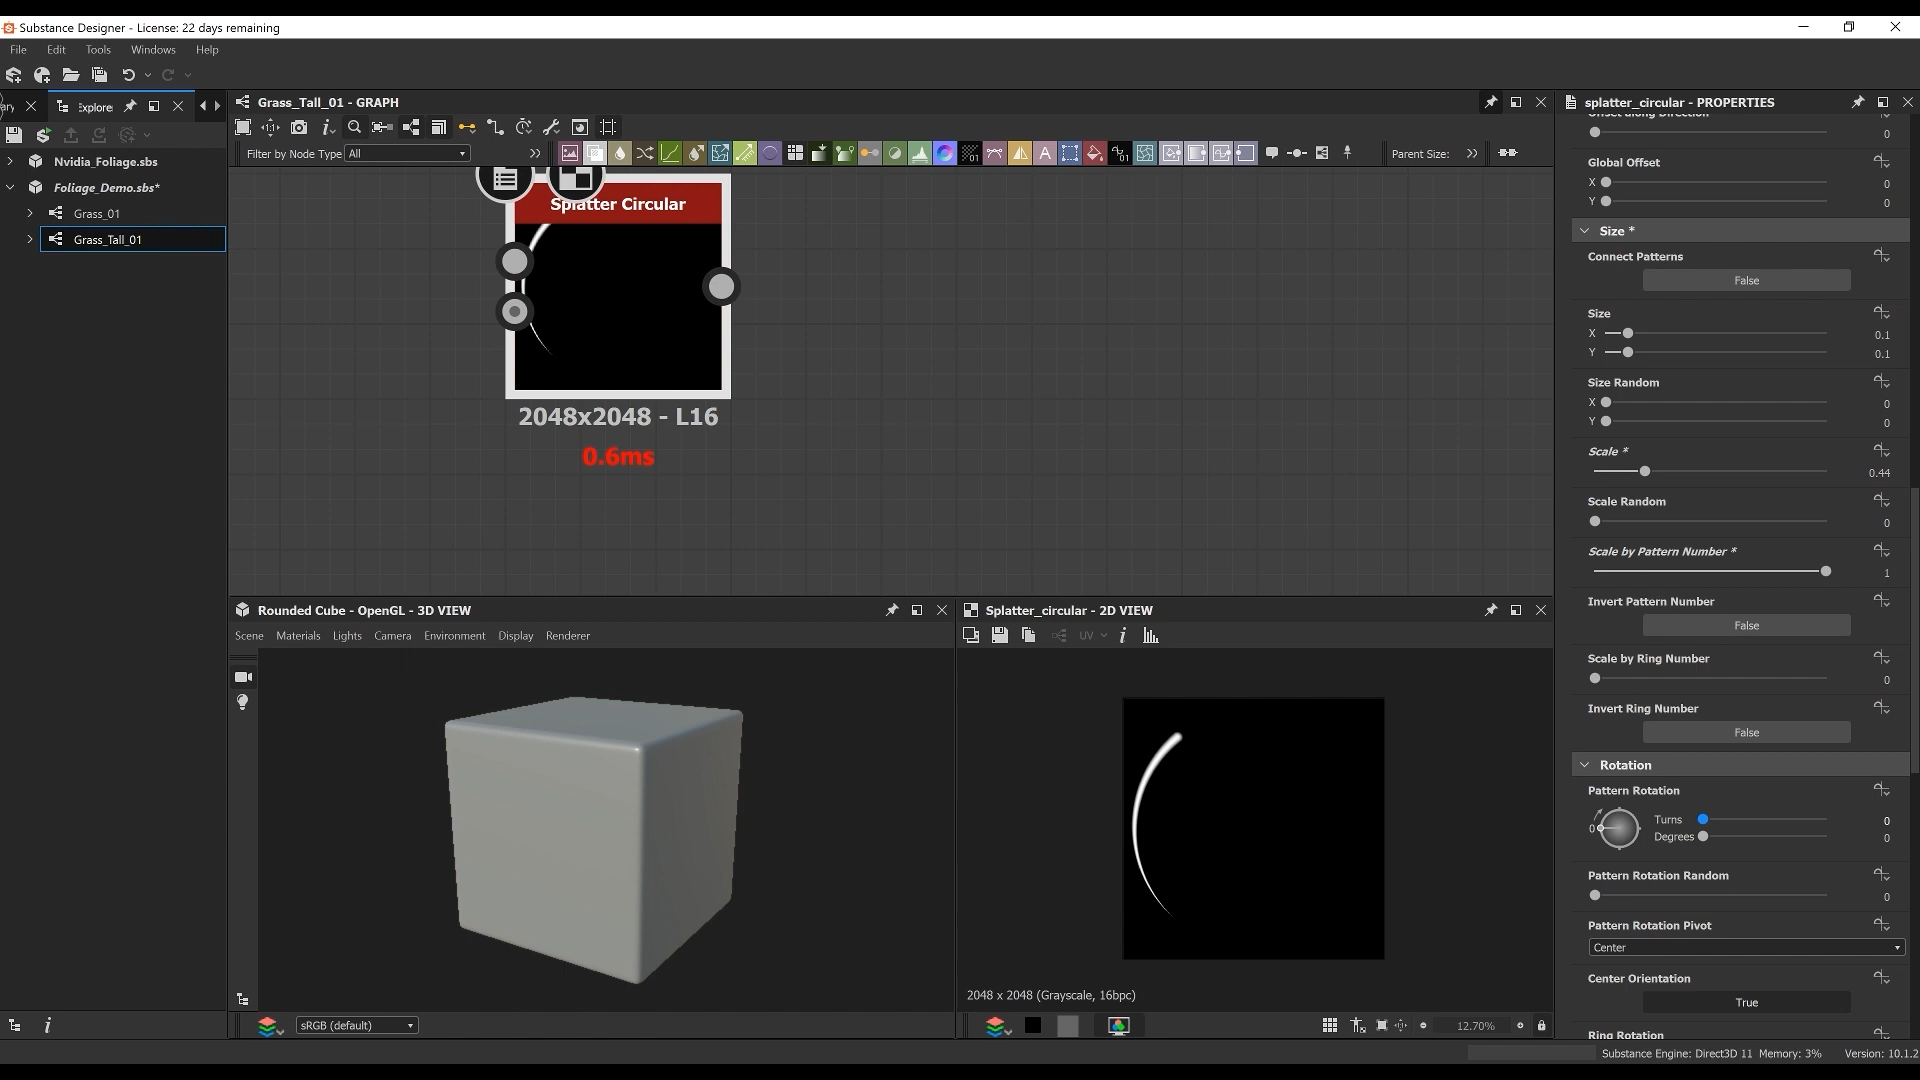 Substance Designer - License: 22 days remaining
File Edit Tools Windows Help
ary Explore
Grass_Tall_01 - GRAPH
splatter_circular - PROPERTIES
Filter by Node Type All
Parent Size:
Nvidia_Foliage.sbs
Foliage_Demo.sbs*
Grass_01
Grass_Tall_01
Splatter Circular
2048x2048 - L16
0.6ms
Offset along Direction
0
Global Offset
X 0
Y 0
Size *
Connect Patterns
False
Size
X 0.1
Y 0.1
Size Random
X 0
Y 0
Scale *
0.44
Scale Random
0
Scale by Pattern Number *
1
Invert Pattern Number
False
Scale by Ring Number
0
Invert Ring Number
False
Rotation
Pattern Rotation
0 Turns 0
Degrees 0
Pattern Rotation Random
0
Pattern Rotation Pivot
Center
Center Orientation
True
Ring Rotation
Rounded Cube - OpenGL - 3D VIEW
Scene Materials Lights Camera Environment Display Renderer
sRGB (default)
Splatter_circular - 2D VIEW
UV
2048 x 2048 (Grayscale, 16bpc)
12.70%
Substance Engine: Direct3D 11 Memory: 3% Version: 10.1.2